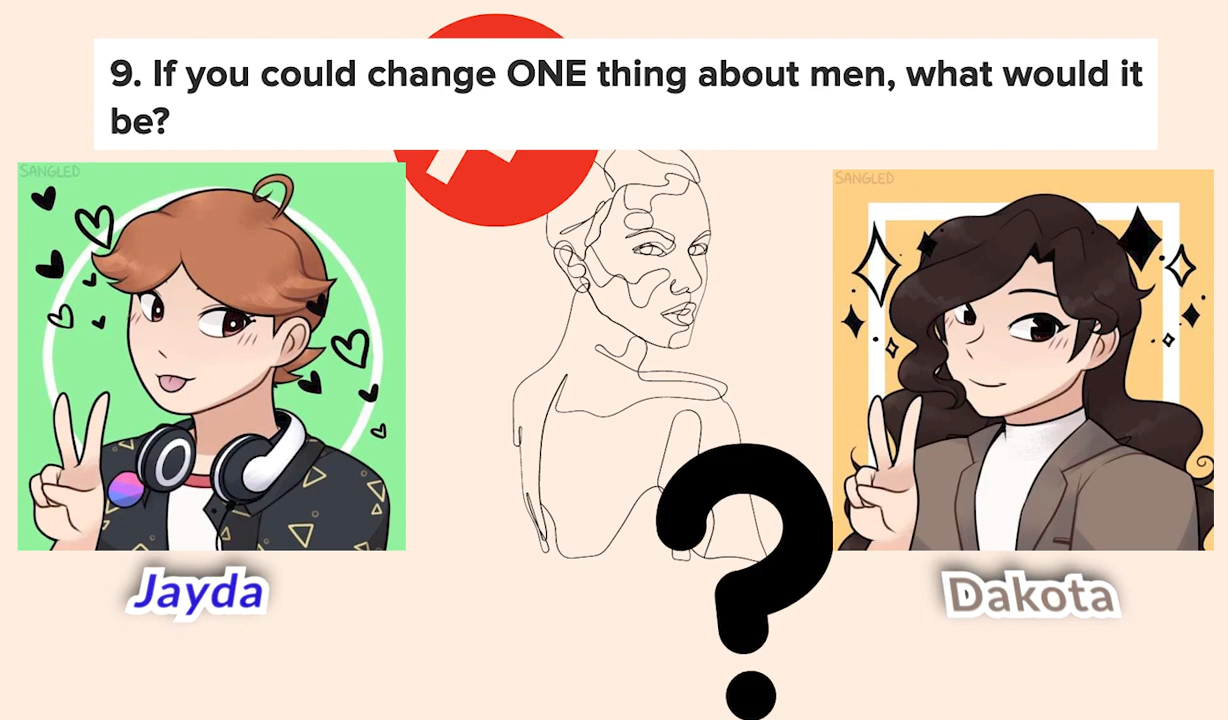 9. If you could change ONE thing about men, what would it
be?
SANGLED
SANGLED
Jayda
Dakota
?